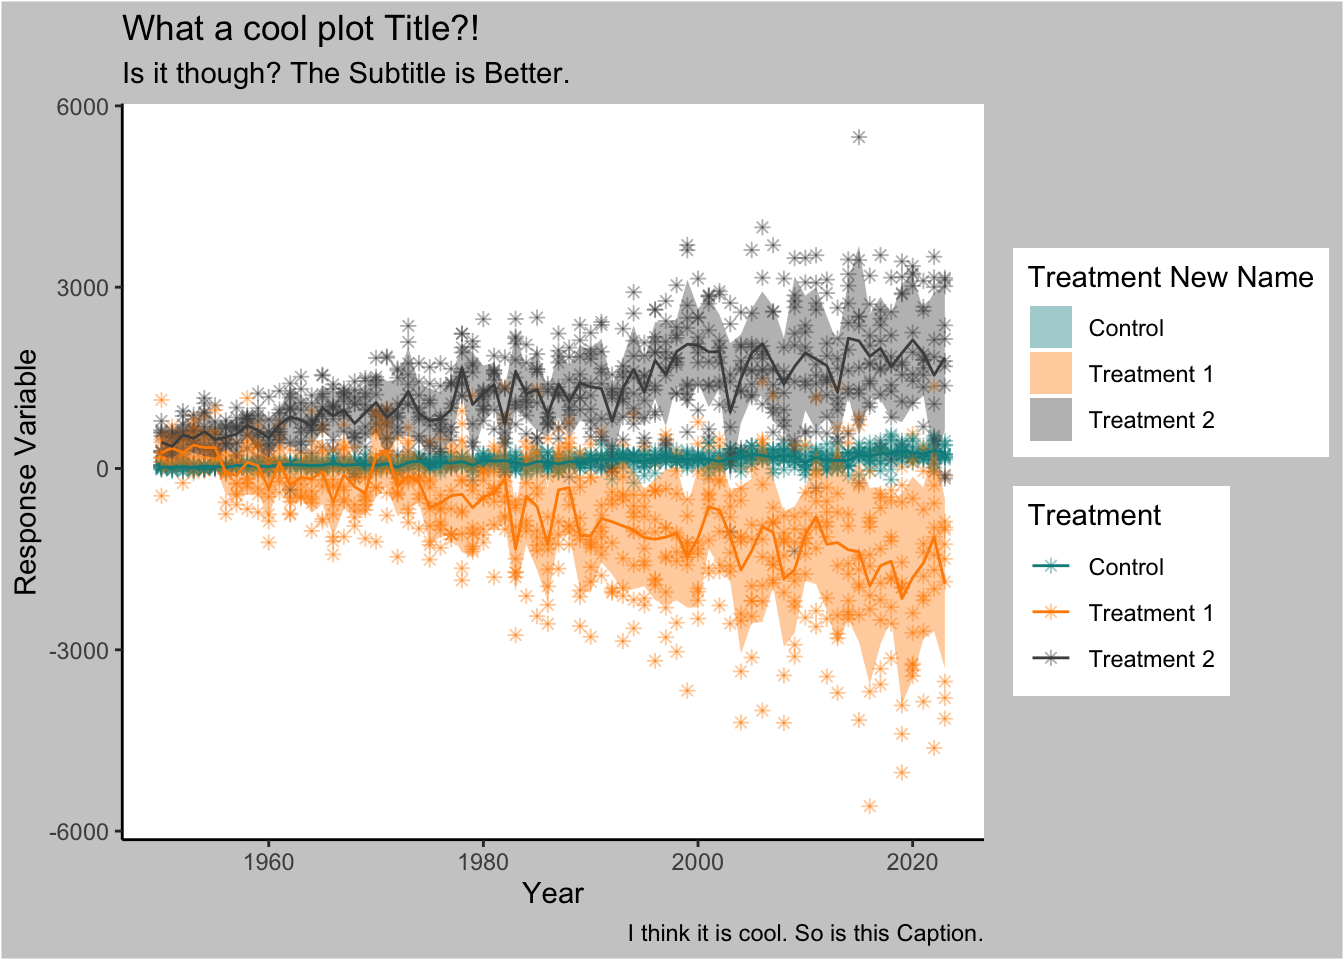 What a cool plot Title?!
Is it though? The Subtitle is Better.
6000
3000
0
-3000
-6000
Response Variable
1960
1980
2000
2020
Year
I think it is cool. So is this Caption.
Treatment New Name
Control
Treatment 1
Treatment 2
Treatment
Control
Treatment 1
Treatment 2